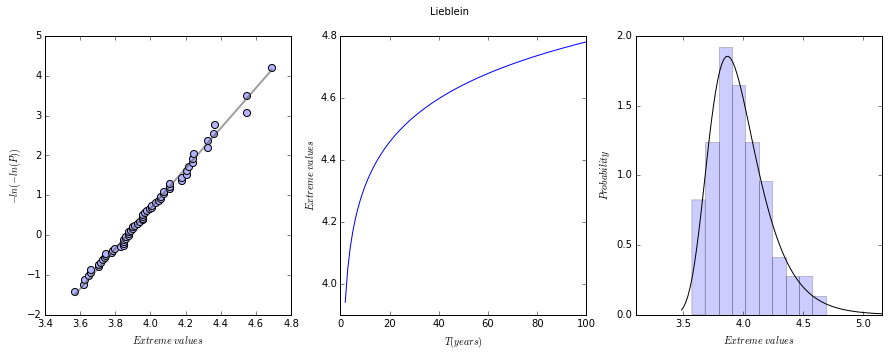 Lieblein
5
4
3
2
1
0
−1
−2
3.4 3.6 3.8 4.0 4.2 4.4 4.6 4.8
−ln(−ln(P))
Extreme values
4.8
4.6
4.4
4.2
4.0
0 20 40 60 80 100
Extreme values
T(years)
2.0
1.5
1.0
0.5
0.0
3.5 4.0 4.5 5.0
Probability
Extreme values